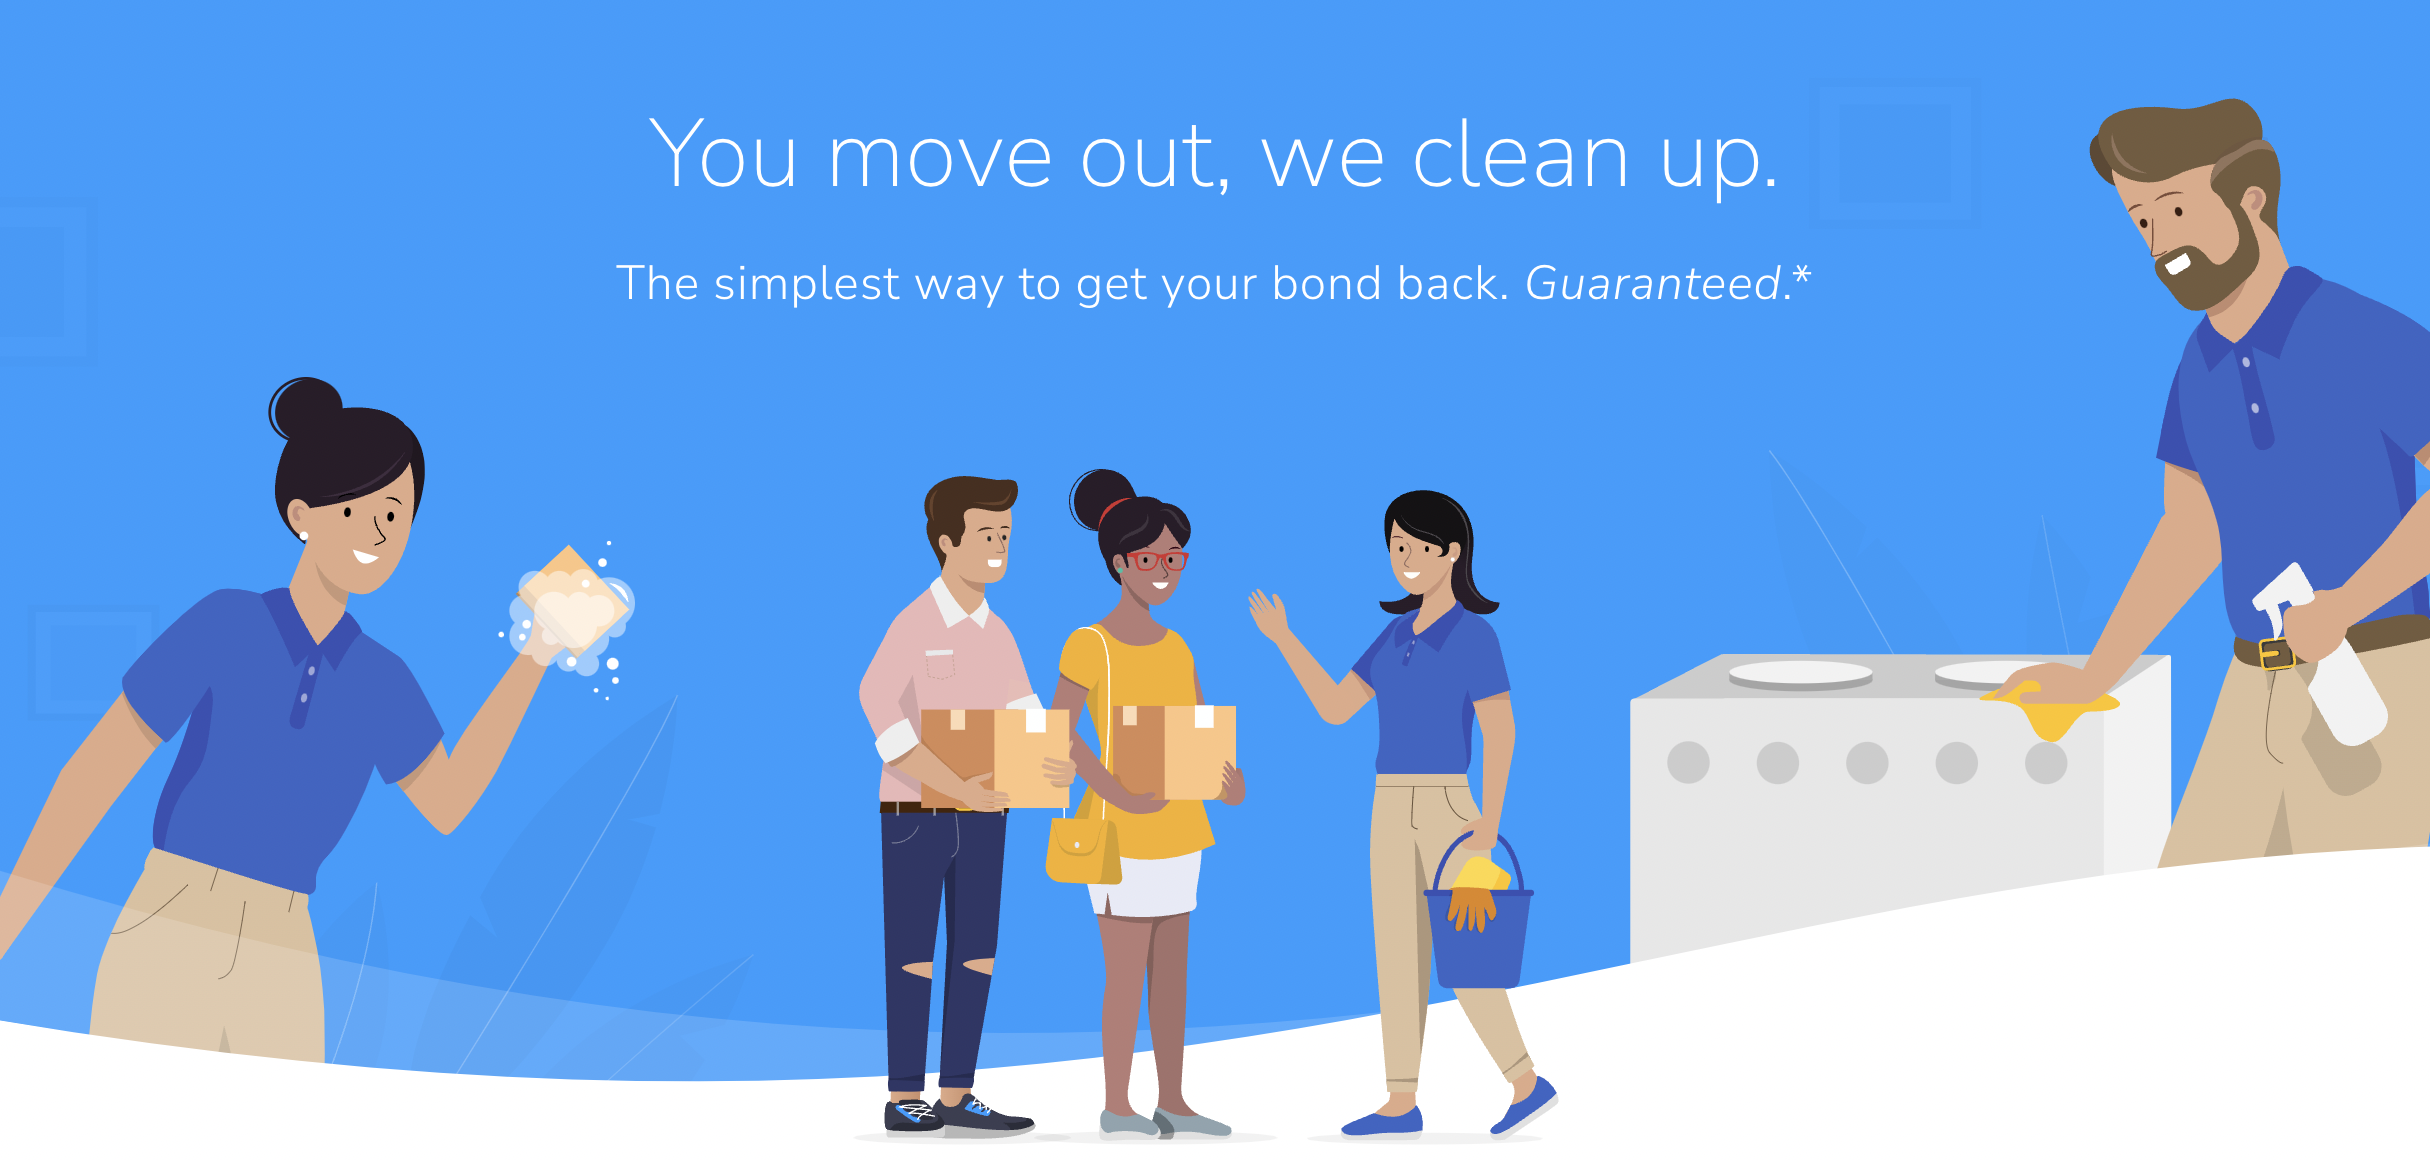 You move out, we clean up.
The simplest way to get your bond back. Guaranteed.*